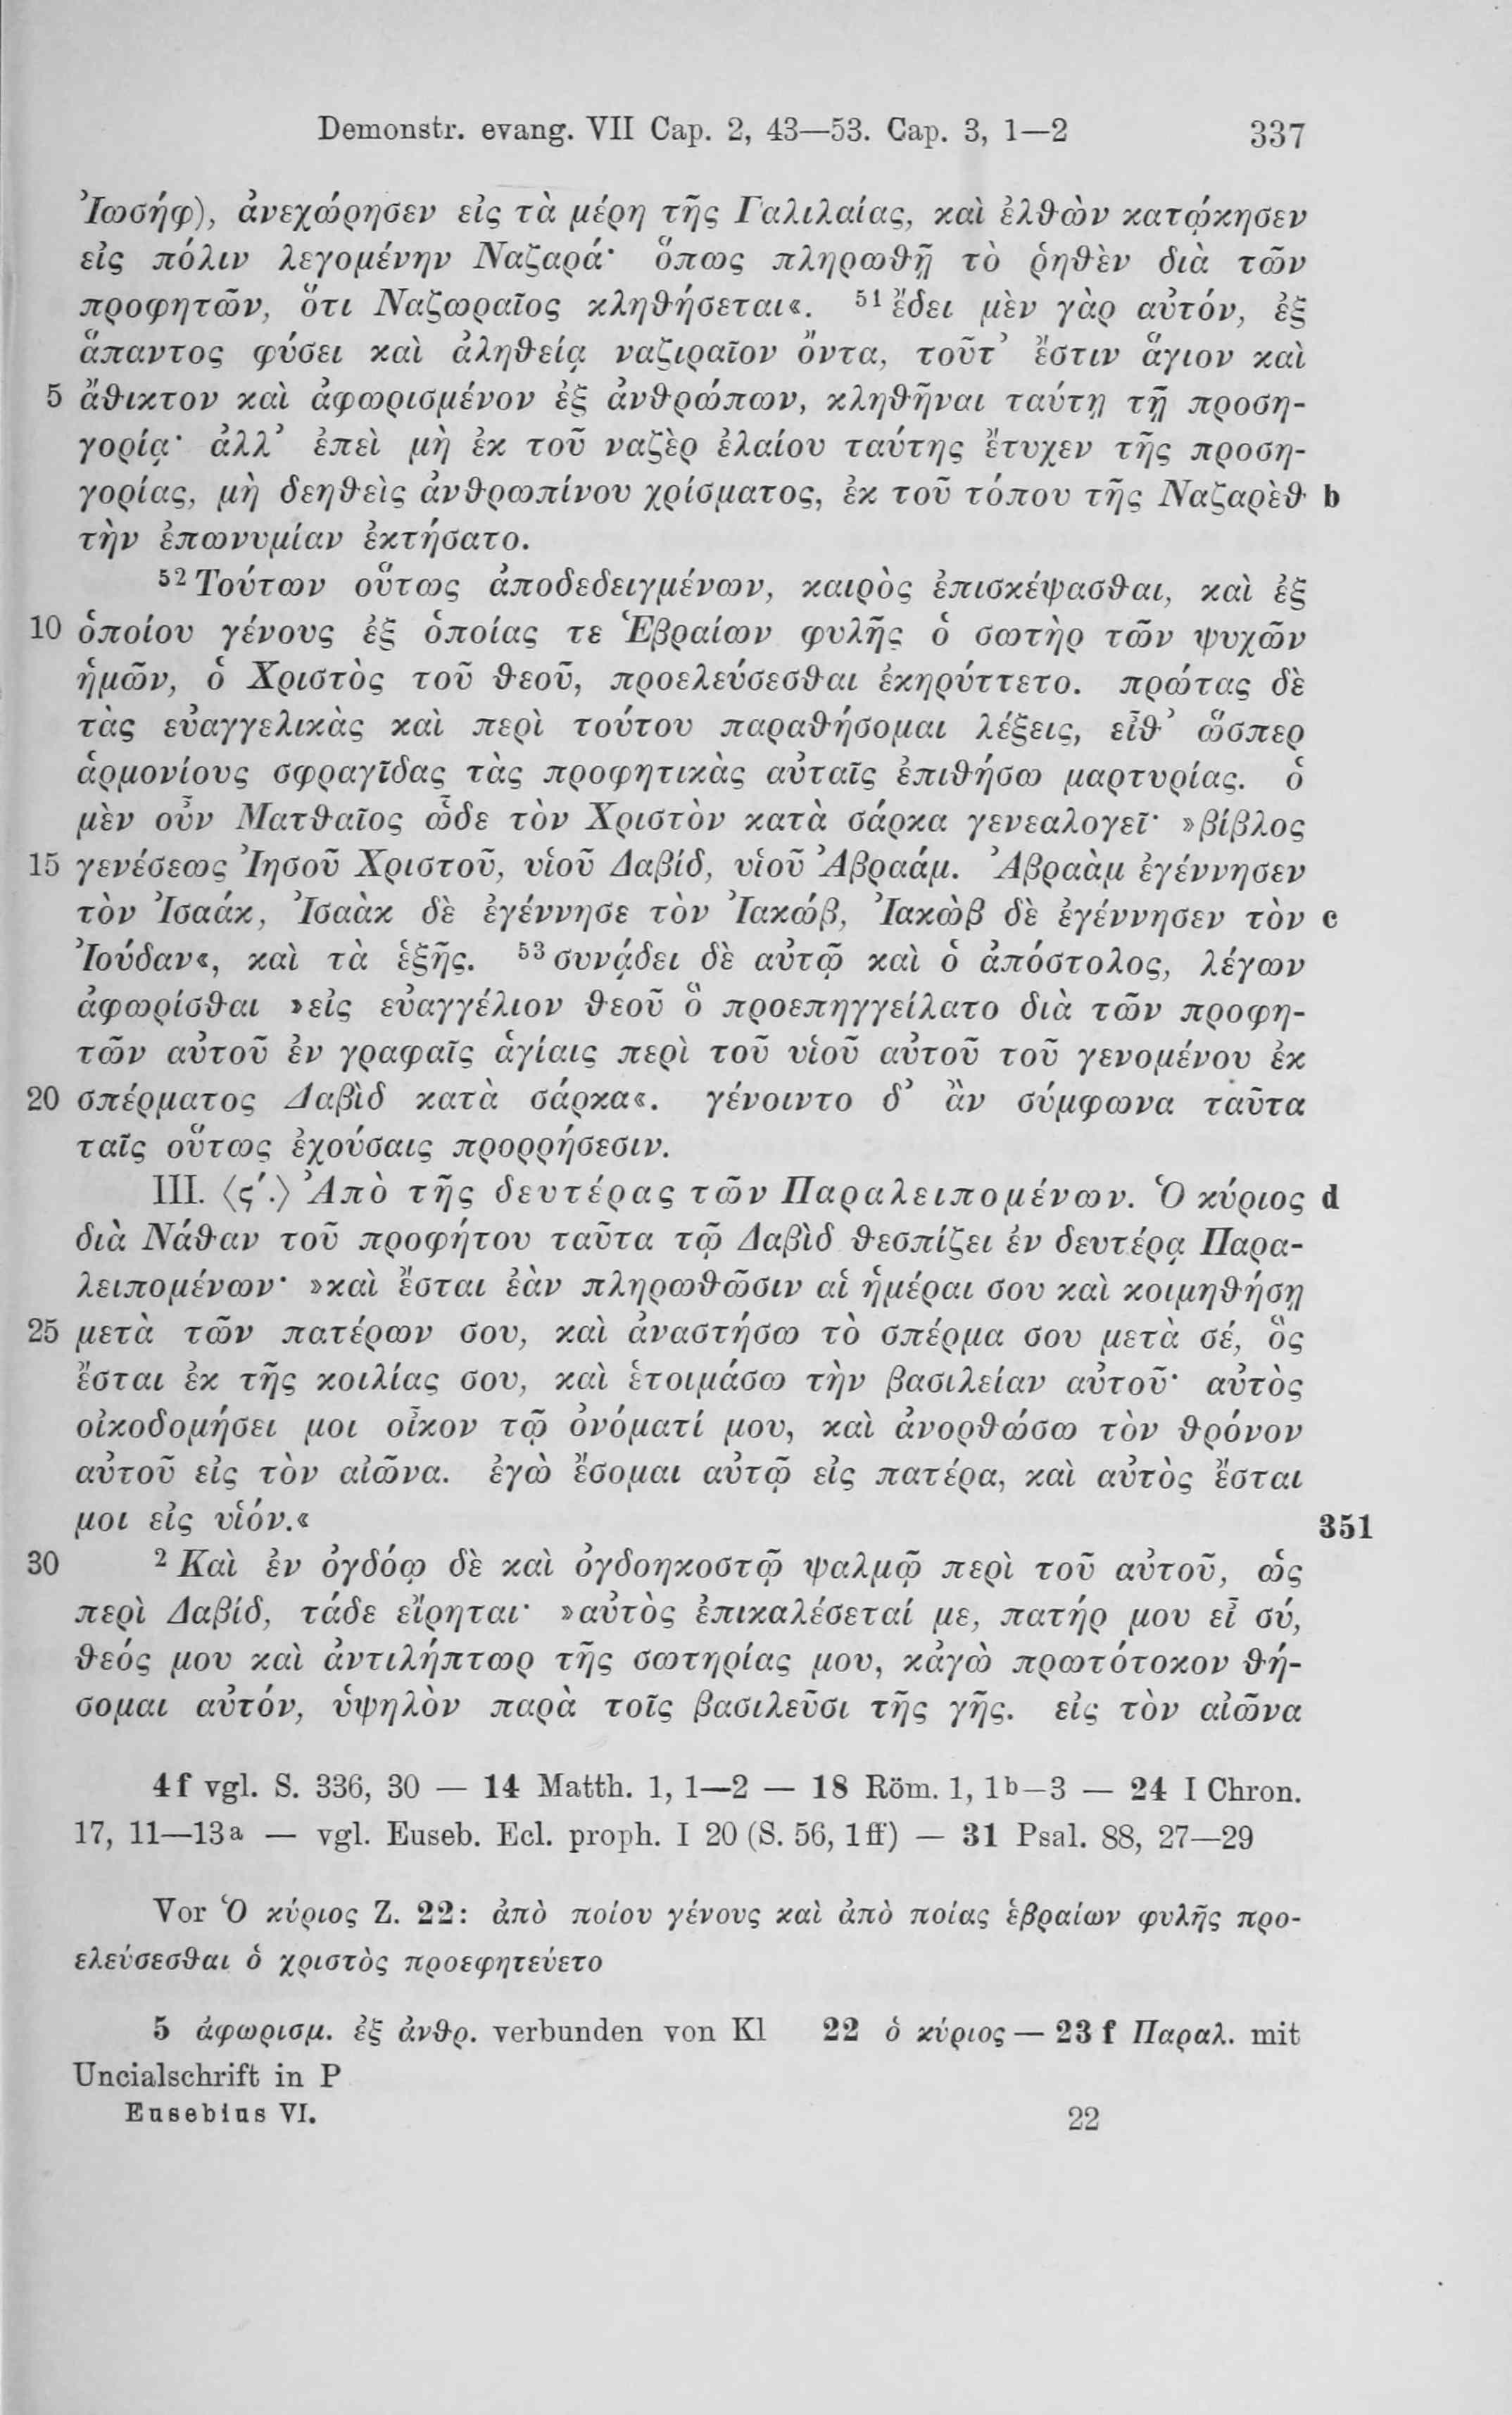 Demonstr. evang. VII Cap. 2, 43—53. Cap. 3, 1—2 337
Ἰωσήφ), ἀνεχώρησεν εἰς τὰ μέρη τῆς Γαλιλαίας, καὶ ἐλθὼν κατῴκησεν
εἰς πόλιν λεγομένην Ναζαρά· ὅπως πληρωθῇ τὸ ῥηθὲν διὰ τῶν
προφητῶν, ὅτι Ναζωραῖος κληθήσεται«. ⁵¹ ἔδει μὲν γὰρ αὐτόν, ἐξ
ἅπαντος φύσει καὶ ἀληθείᾳ ναζιραῖον ὄντα, τοῦτ’ ἔστιν ἅγιον καὶ
5 ἄθικτον καὶ ἀφωρισμένον ἐξ ἀνθρώπων, κληθῆναι ταύτῃ τῇ προση-
γορίᾳ· ἀλλ’ ἐπεὶ μὴ ἐκ τοῦ ναζὲρ ἐλαίου ταύτης ἔτυχεν τῆς προση-
γορίας, μὴ δεηθεὶς ἀνθρωπίνου χρίσματος, ἐκ τοῦ τόπου τῆς Ναζαρὲθ b
τὴν ἐπωνυμίαν ἐκτήσατο.
⁵² Τούτων οὕτως ἀποδεδειγμένων, καιρὸς ἐπισκέψασθαι, καὶ ἐξ
10 ὁποίου γένους ἐξ ὁποίας τε Ἑβραίων φυλῆς ὁ σωτὴρ τῶν ψυχῶν
ἡμῶν, ὁ Χριστὸς τοῦ θεοῦ, προελεύσεσθαι ἐκηρύττετο. πρώτας δὲ
τὰς εὐαγγελικὰς καὶ περὶ τούτου παραθήσομαι λέξεις, εἶθ’ ὥσπερ
ἁρμονίους σφραγῖδας τὰς προφητικὰς αὐταῖς ἐπιθήσω μαρτυρίας. ὁ
μὲν οὖν Ματθαῖος ὧδε τὸν Χριστὸν κατὰ σάρκα γενεαλογεῖ· »βίβλος
15 γενέσεως Ἰησοῦ Χριστοῦ, υἱοῦ Δαβίδ, υἱοῦ Ἀβραάμ. Ἀβραὰμ ἐγέννησεν
τὸν Ἰσαάκ, Ἰσαὰκ δὲ ἐγέννησε τὸν Ἰακώβ, Ἰακὼβ δὲ ἐγέννησεν τὸν c
Ἰούδαν«, καὶ τὰ ἑξῆς. ⁵³ συνᾴδει δὲ αὐτῷ καὶ ὁ ἀπόστολος, λέγων
ἀφωρίσθαι »εἰς εὐαγγέλιον θεοῦ ὃ προεπηγγείλατο διὰ τῶν προφη-
τῶν αὐτοῦ ἐν γραφαῖς ἁγίαις περὶ τοῦ υἱοῦ αὐτοῦ τοῦ γενομένου ἐκ
20 σπέρματος Δαβὶδ κατὰ σάρκα«. γένοιντο δ’ ἂν σύμφωνα ταῦτα
ταῖς οὕτως ἐχούσαις προρρήσεσιν.
III. ⟨ς′.⟩ Ἀπὸ τῆς δευτέρας τῶν Παραλειπομένων. Ὁ κύριος d
διὰ Νάθαν τοῦ προφήτου ταῦτα τῷ Δαβὶδ θεσπίζει ἐν δευτέρᾳ Παρα-
λειπομένων· »καὶ ἔσται ἐὰν πληρωθῶσιν αἱ ἡμέραι σου καὶ κοιμηθήσῃ
25 μετὰ τῶν πατέρων σου, καὶ ἀναστήσω τὸ σπέρμα σου μετὰ σέ, ὃς
ἔσται ἐκ τῆς κοιλίας σου, καὶ ἑτοιμάσω τὴν βασιλείαν αὐτοῦ· αὐτὸς
οἰκοδομήσει μοι οἶκον τῷ ὀνόματί μου, καὶ ἀνορθώσω τὸν θρόνον
αὐτοῦ εἰς τὸν αἰῶνα. ἐγὼ ἔσομαι αὐτῷ εἰς πατέρα, καὶ αὐτὸς ἔσται
μοι εἰς υἱόν.« 351
30 ² Καὶ ἐν ὀγδόῳ δὲ καὶ ὀγδοηκοστῷ ψαλμῷ περὶ τοῦ αὐτοῦ, ὡς
περὶ Δαβίδ, τάδε εἴρηται· »αὐτὸς ἐπικαλέσεταί με, πατήρ μου εἶ σύ,
θεός μου καὶ ἀντιλήπτωρ τῆς σωτηρίας μου, κἀγὼ πρωτότοκον θή-
σομαι αὐτόν, ὑψηλὸν παρὰ τοῖς βασιλεῦσι τῆς γῆς. εἰς τὸν αἰῶνα
4f vgl. S. 336, 30 — 14 Matth. 1, 1—2 — 18 Röm. 1, 1b—3 — 24 I Chron.
17, 11—13a — vgl. Euseb. Ecl. proph. I 20 (S. 56, 1ff) — 31 Psal. 88, 27—29
Vor Ὁ κύριος Z. 22: ἀπὸ ποίου γένους καὶ ἀπὸ ποίας ἑβραίων φυλῆς προ-
ελεύσεσθαι ὁ χριστὸς προεφητεύετο
5 ἀφωρισμ. ἐξ ἀνθρ. verbunden von Kl 22 ὁ κύριος — 23 f Παραλ. mit
Uncialschrift in P
Eusebius VI. 22